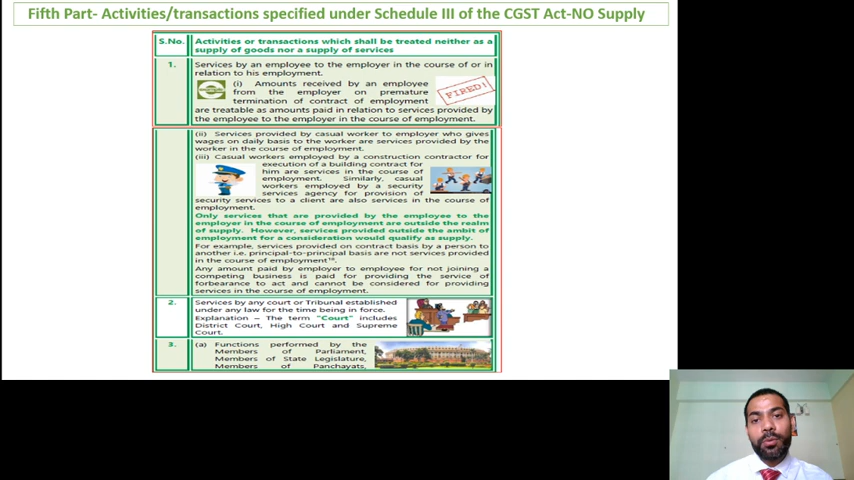 Fifth Part- Activities/transactions specified under Schedule III of the CGST Act-NO Supply
S.No. Activities or transactions which shall be treated neither as a
supply of goods nor a supply of services
1. Services by an employee to the employer in the course of or in
relation to his employment.
(i) Amounts received by an employee
from the employer on premature
termination of contract of employment
FIRED!
are treatable as amounts paid in relation to services provided by
the employee to the employer in the course of employment.
(ii) Services provided by casual worker to employer who gives
wages on daily basis to the worker are services provided by the
worker in the course of employment.
(iii) Casual workers employed by a construction contractor for
execution of a building contract for
him are services in the course of
employment. Similarly, casual
workers employed by a security
services agency for provision of
security services to a client are also services in the course of
employment.
Only services that are provided by the employee to the
employer in the course of employment are outside the realm
of supply. However, services provided outside the ambit of
employment for a consideration would qualify as supply.
For example, services provided on contract basis by a person to
another i.e. principal-to-principal basis are not services provided
in the course of employment
Any amount paid by employer to employee for not joining a
competing business is paid for providing the service of
forbearance to act and cannot be considered for providing
services in the course of employment.
2. Services by any court or Tribunal established
under any law for the time being in force.
Explanation – The term "Court" includes
District Court, High Court and Supreme
Court.
3. (a) Functions performed by the
Members of Parliament,
Members of State Legislature,
Members of Panchayats,